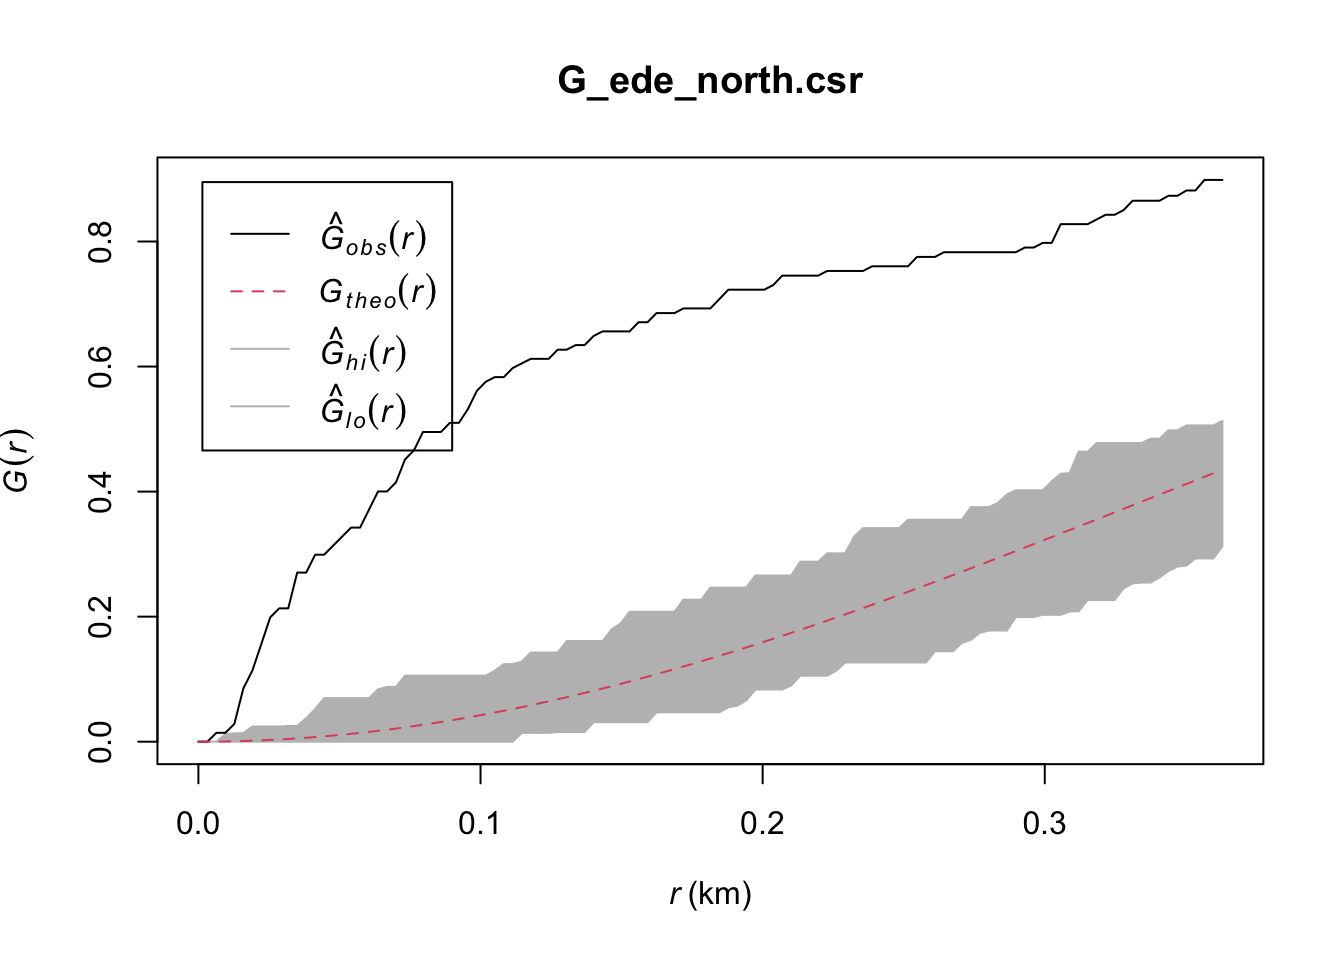 G_ede_north.csr
Ĝobs(r)
Gtheo(r)
Ĝhi(r)
Ĝlo(r)
G(r)
0.8
0.6
0.4
0.2
0.0
0.0 0.1 0.2 0.3
r (km)